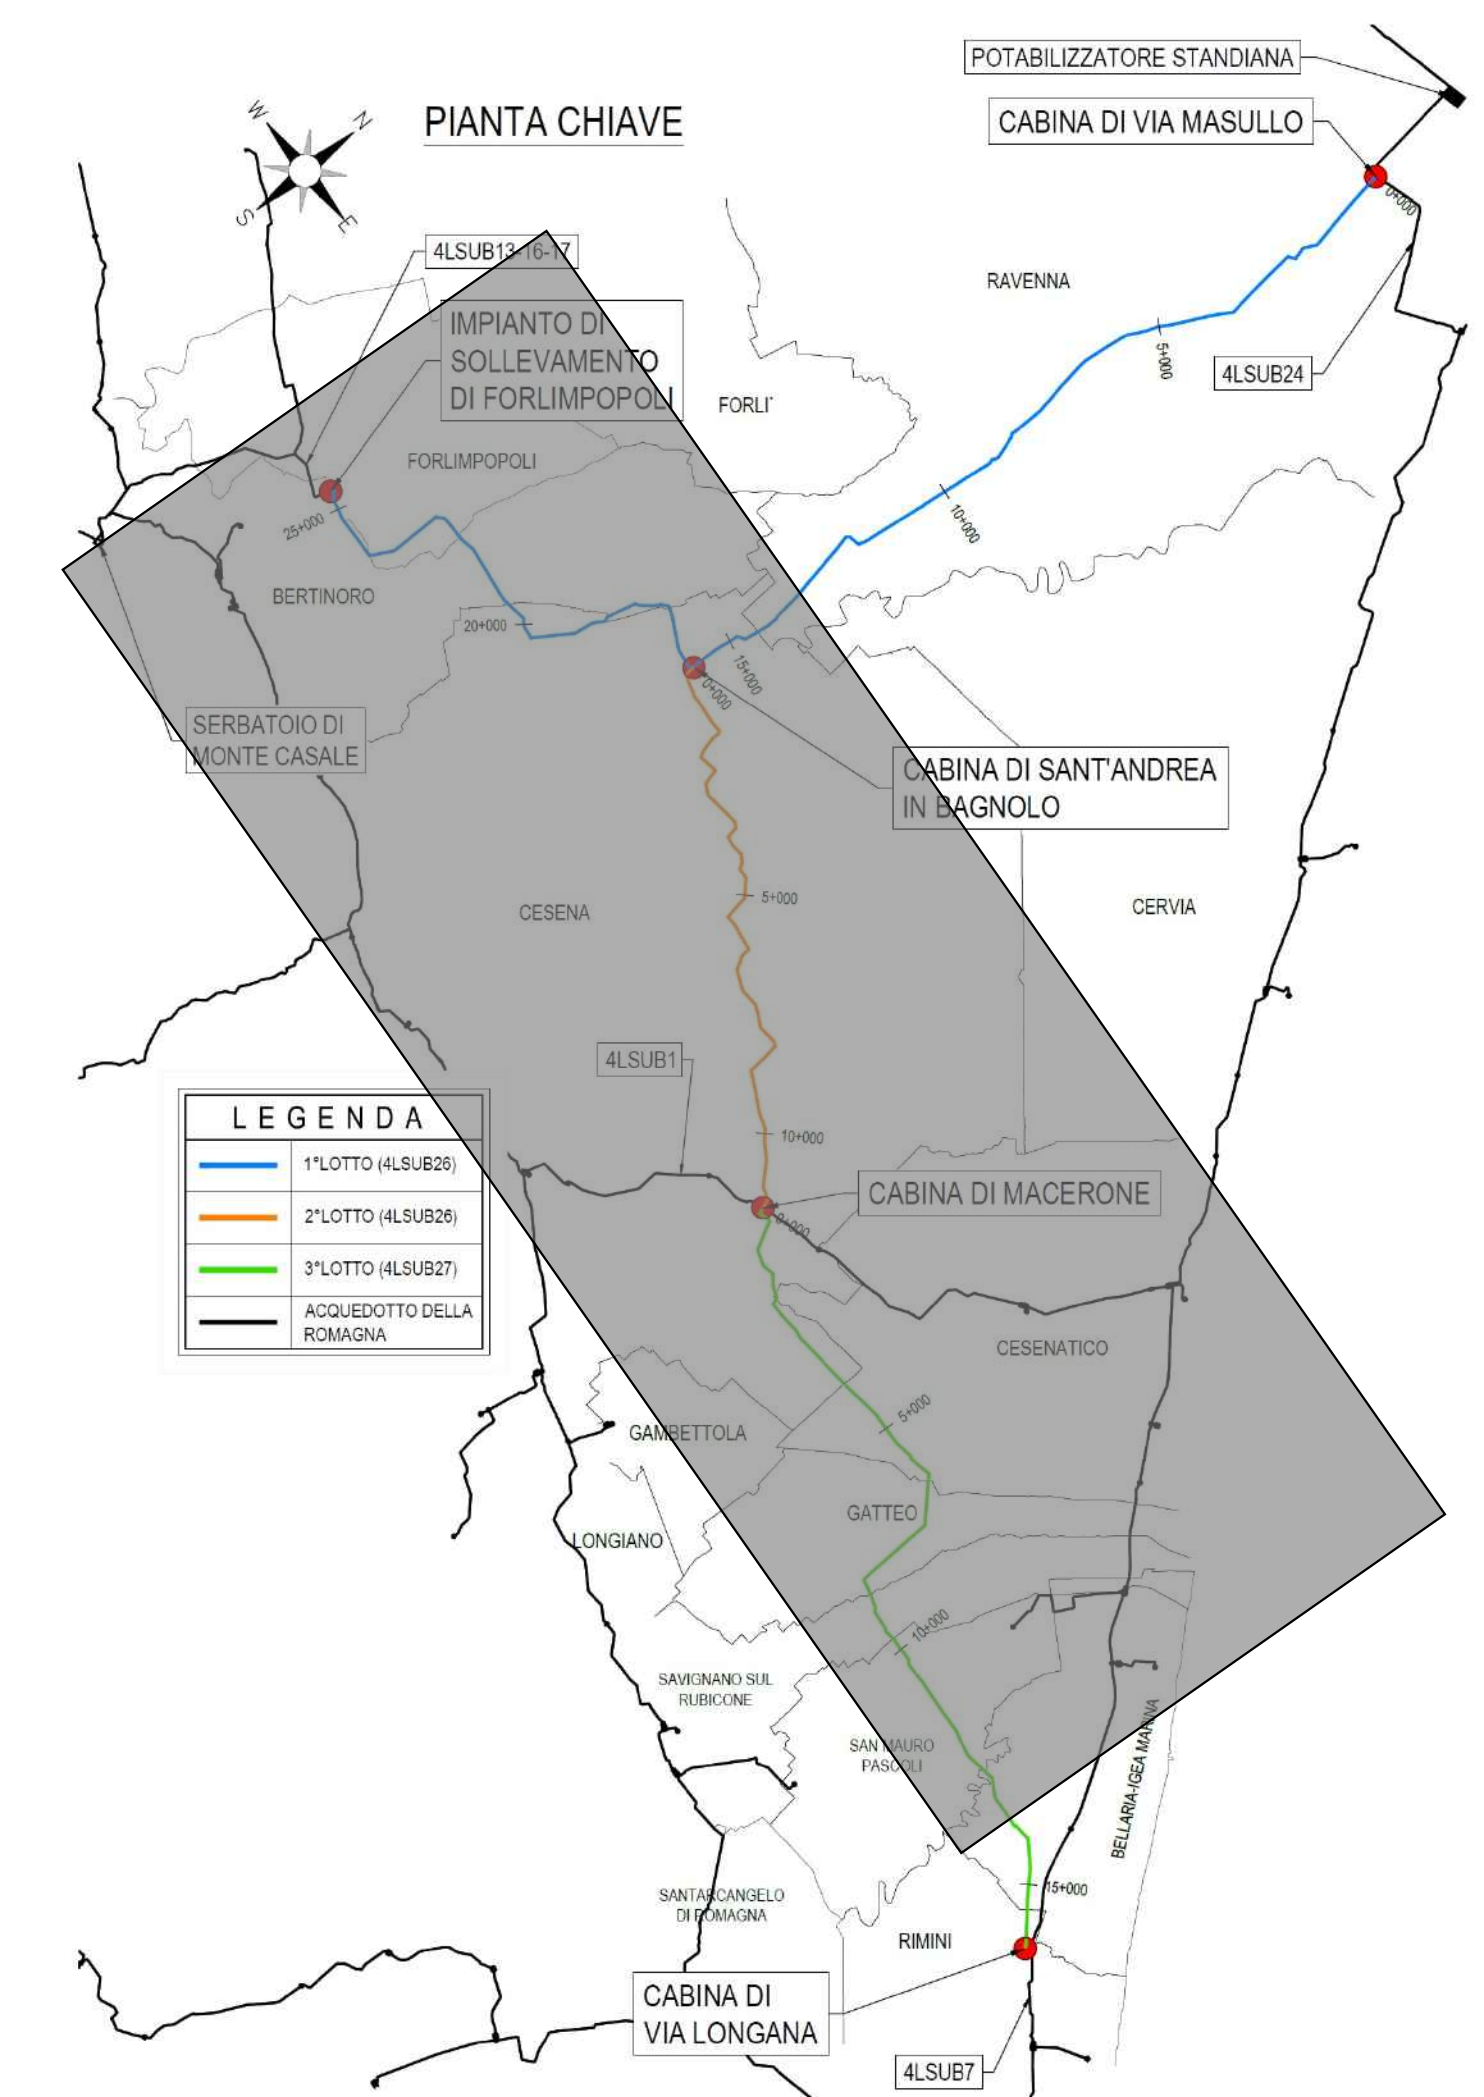 POTABILIZZATORE STANDIANA
PIANTA CHIAVE
CABINA DI VIA MASULLO
W
N
S
E
0+000
4LSUB13-16-17
RAVENNA
IMPIANTO DI
SOLLEVAMENTO
DI FORLIMPOPOLI
5+000
4LSUB24
FORLI'
FORLIMPOPOLI
25+000
10+000
BERTINORO
20+000
15+000
0+000
SERBATOIO DI
MONTE CASALE
CABINA DI SANT'ANDREA
IN BAGNOLO
5+000
CESENA
CERVIA
4LSUB1
10+000
LEGENDA
1°LOTTO (4LSUB26)
2°LOTTO (4LSUB26)
3°LOTTO (4LSUB27)
ACQUEDOTTO DELLA
ROMAGNA
CABINA DI MACERONE
0+000
CESENATICO
5+000
GAMBETTOLA
GATTEO
LONGIANO
10+000
SAVIGNANO SUL
RUBICONE
SAN MAURO
PASCOLI
BELLARIA-IGEA MARINA
15+000
SANTARCANGELO
DI ROMAGNA
RIMINI
CABINA DI
VIA LONGANA
4LSUB7